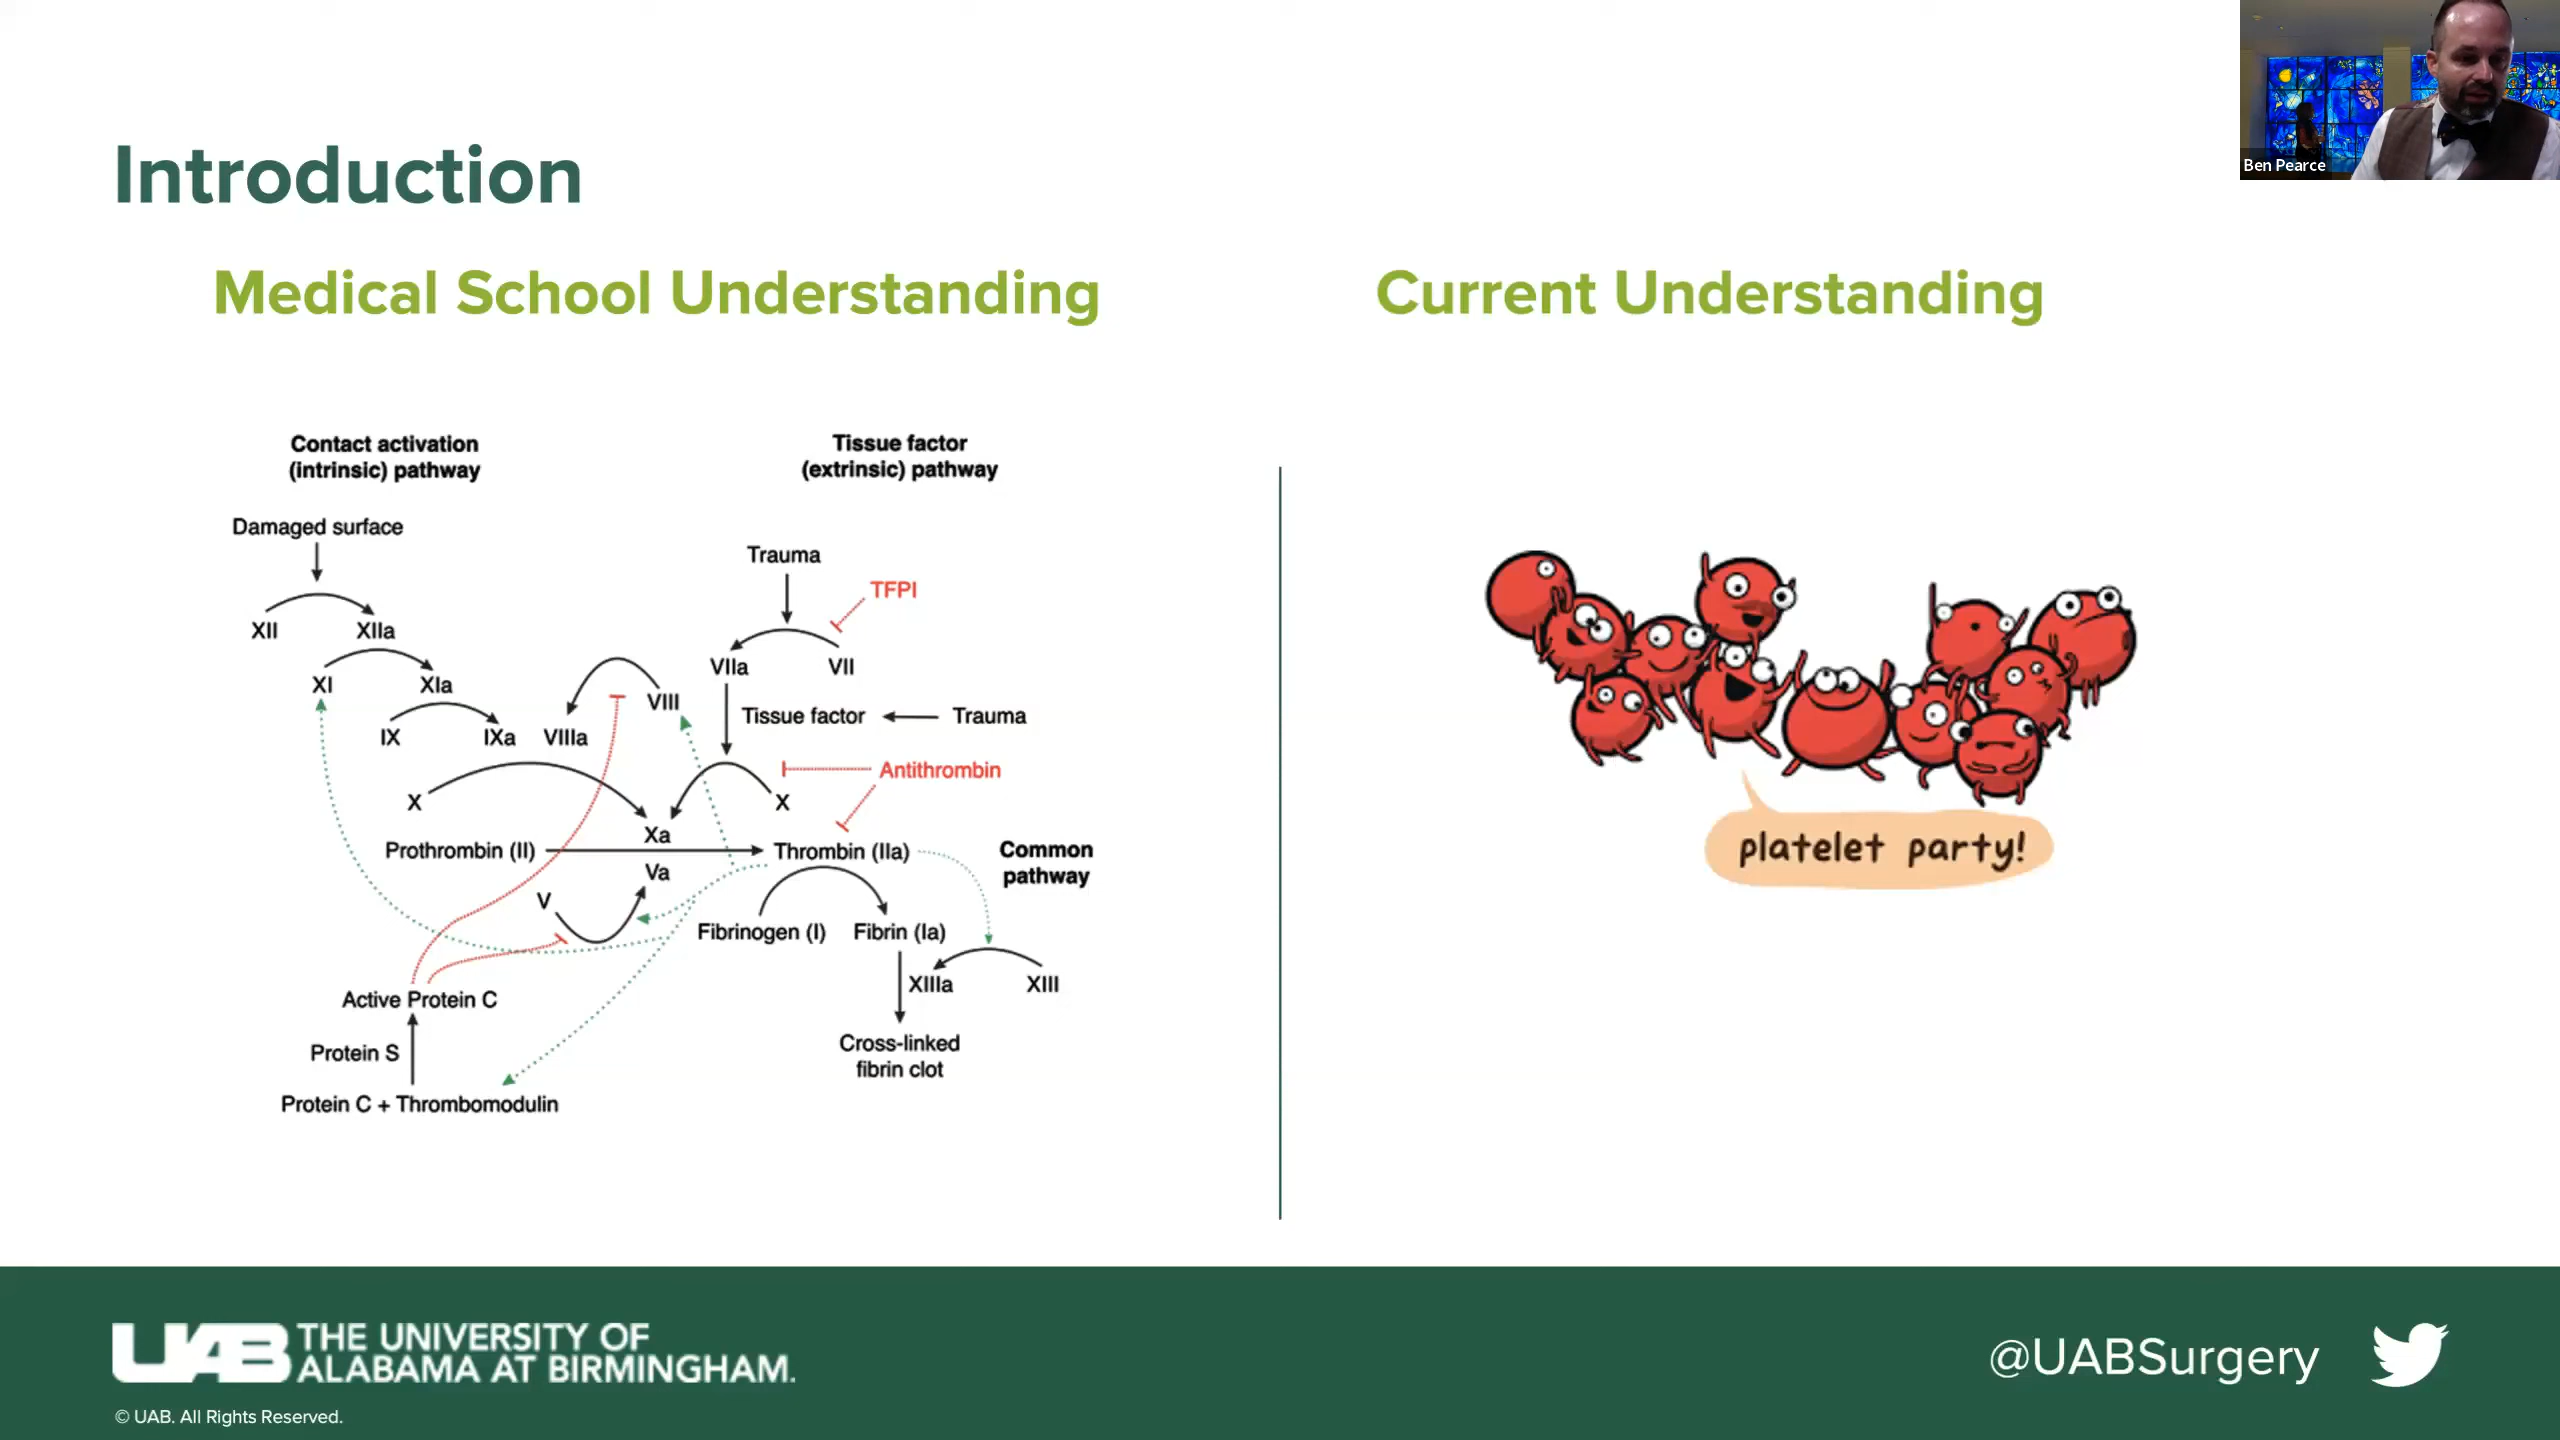 Ben Pearce
Introduction
Medical School Understanding
Current Understanding
Contact activation
(intrinsic) pathway
Tissue factor
(extrinsic) pathway
Damaged surface
Trauma
TFPI
XII
XIIa
XI
XIa
VIIa
VII
VIII
IX
IXa
VIIIa
Tissue factor
Trauma
Antithrombin
X
X
Xa
Prothrombin (II)
Thrombin (IIa)
Common
pathway
Va
V
Fibrinogen (I)
Fibrin (Ia)
XIIIa
XIII
Active Protein C
Protein S
Cross-linked
fibrin clot
Protein C + Thrombomodulin
platelet party!
UAB THE UNIVERSITY OF
ALABAMA AT BIRMINGHAM.
@UABSurgery
© UAB. All Rights Reserved.